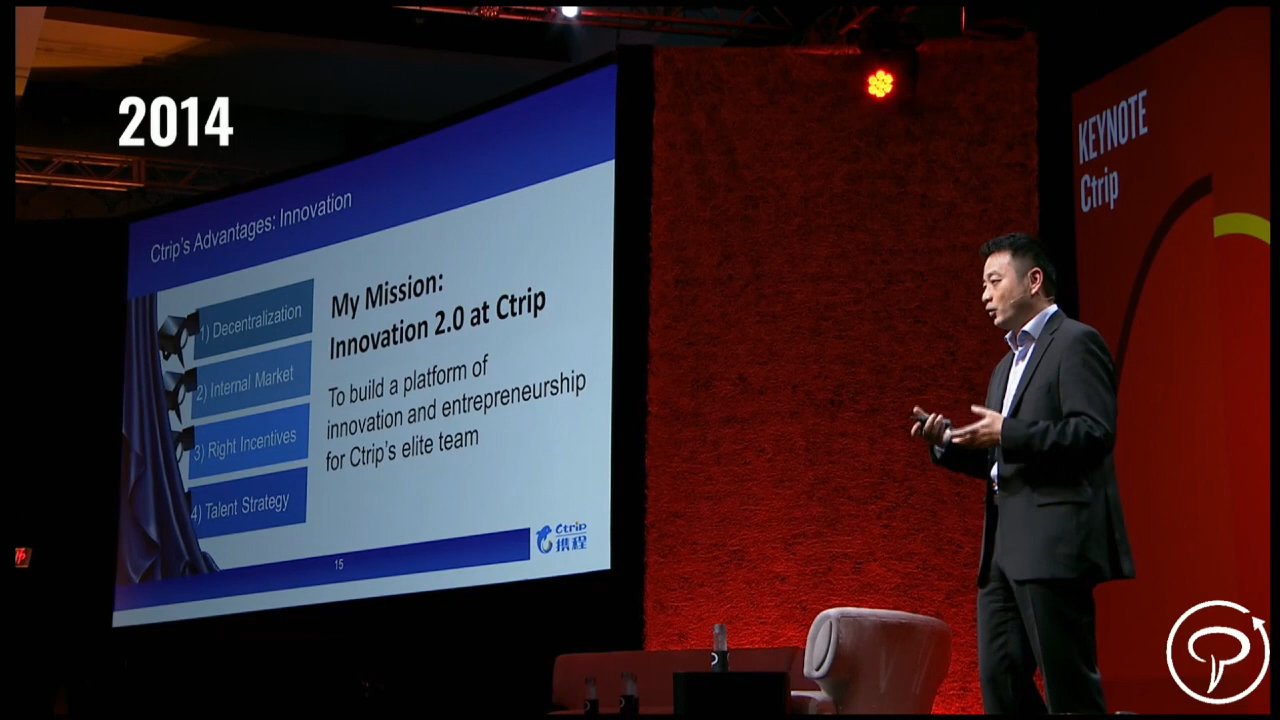 2014
KEYNOTE
Ctrip
Ctrip's Advantages: Innovation
1) Decentralization
2) Internal Market
3) Right Incentives
4) Talent Strategy
My Mission:
Innovation 2.0 at Ctrip
To build a platform of
innovation and entrepreneurship
for Ctrip's elite team
15
Ctrip
携程